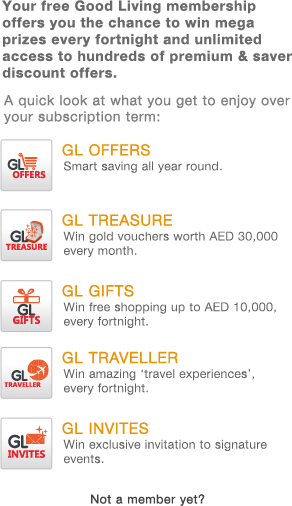 Your free Good Living membership
offers you the chance to win mega
prizes every fortnight and unlimited
access to hundreds of premium & saver
discount offers.
A quick look at what you get to enjoy over
your subscription term:
GL
OFFERS
GL OFFERS
Smart saving all year round.
GL
TREASURE
GL TREASURE
Win gold vouchers worth AED 30,000
every month.
GL
GIFTS
GL GIFTS
Win free shopping up to AED 10,000,
every fortnight.
GL
TRAVELLER
GL TRAVELLER
Win amazing ‘travel experiences’,
every fortnight.
GL
INVITES
GL INVITES
Win exclusive invitation to signature
events.
Not a member yet?